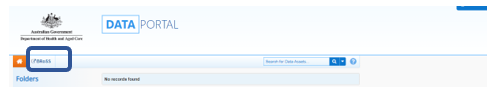 Australian Government
Department of Health and Aged Care
DATA PORTAL
Search for Data Assets...
Folders
No records found